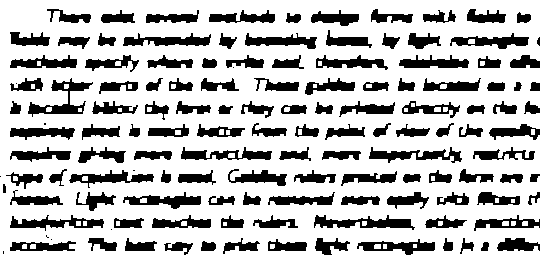 There exist several methods to design forms with fields to
fields may be surrounded by bounding boxes, by light rectangles o
methods specify where to write and, therefore, minimize the effec
with other parts of the form. These guides can be located on a s
is located below the form or they can be printed directly on the fo
separate sheet is much better from the point of view of the quality
requires giving more instructions and, more importantly, restricts
type of acquisition is used. Guiding rulers printed on the form are
reason. Light rectangles can be removed more easily with filters th
handwritten text touches the rulers. Nevertheless, other practice
account: The best way to print these light rectangles is in a differen